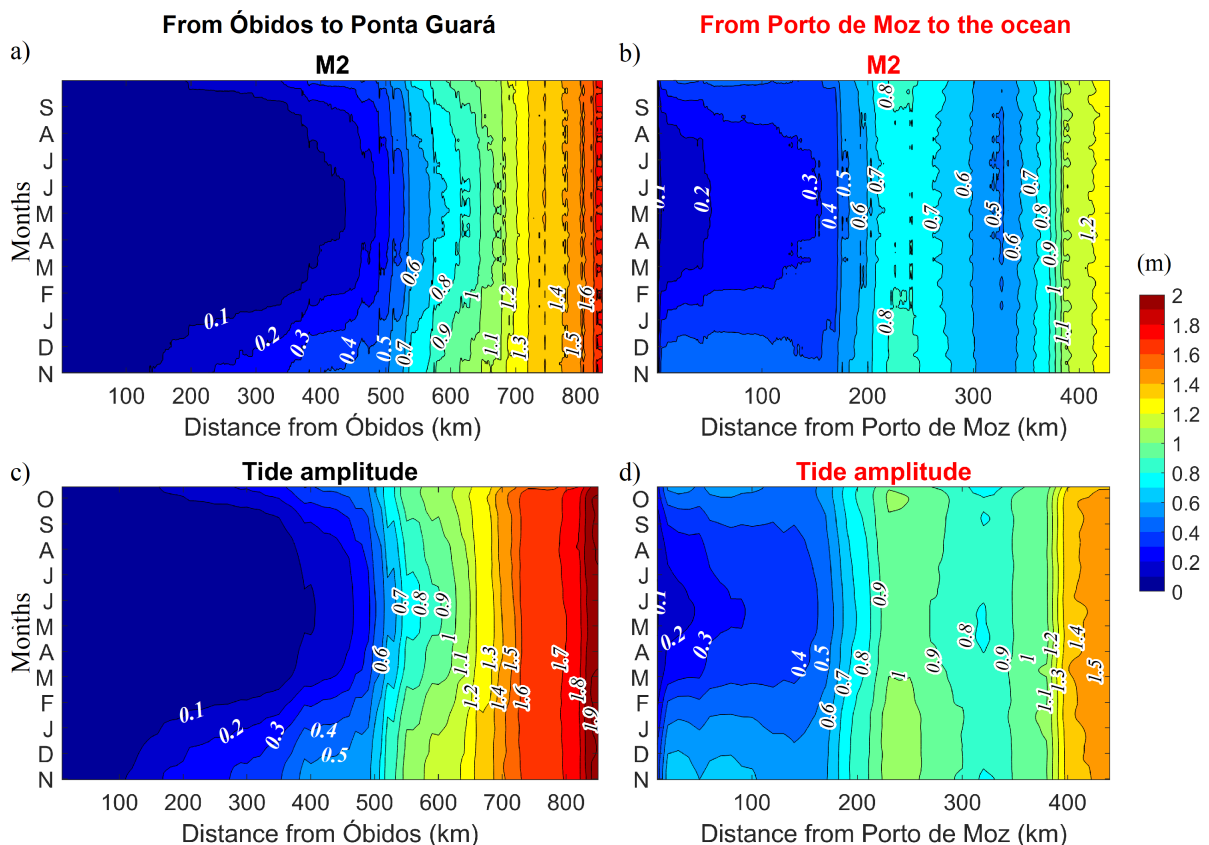 From Óbidos to Ponta Guará
From Porto de Moz to the ocean
a)
M2
S
A
J
J
M
A
M
F
J
D
N
Months
0.1
0.2
0.3
0.4
0.5
0.7
0.6
0.8
0.9
1
1.1
1.2
1.3
1.4
1.5
1.6
100 200 300 400 500 600 700 800
Distance from Óbidos (km)
b)
M2
S
A
J
J
M
A
M
F
J
D
N
0.1
0.2
0.3
0.4
0.5
0.6
0.7
0.8
0.8
0.7
0.6
0.5
0.6
0.7
0.8
0.9
1
1.1
1.2
100 200 300 400
Distance from Porto de Moz (km)
(m)
2
1.8
1.6
1.4
1.2
1
0.8
0.6
0.4
0.2
0
c)
Tide amplitude
O
S
A
J
J
M
A
M
F
J
D
N
Months
0.1
0.2
0.3
0.4
0.5
0.6
0.7
0.8
0.9
1
1.1
1.2
1.3
1.4
1.5
1.6
1.7
1.8
1.9
100 200 300 400 500 600 700 800
Distance from Óbidos (km)
d)
Tide amplitude
O
S
A
J
J
M
A
M
F
J
D
N
0.1
0.2
0.3
0.4
0.5
0.6
0.7
0.8
0.9
1
0.9
0.8
0.9
1
1.1
1.2
1.3
1.4
1.5
100 200 300 400
Distance from Porto de Moz (km)